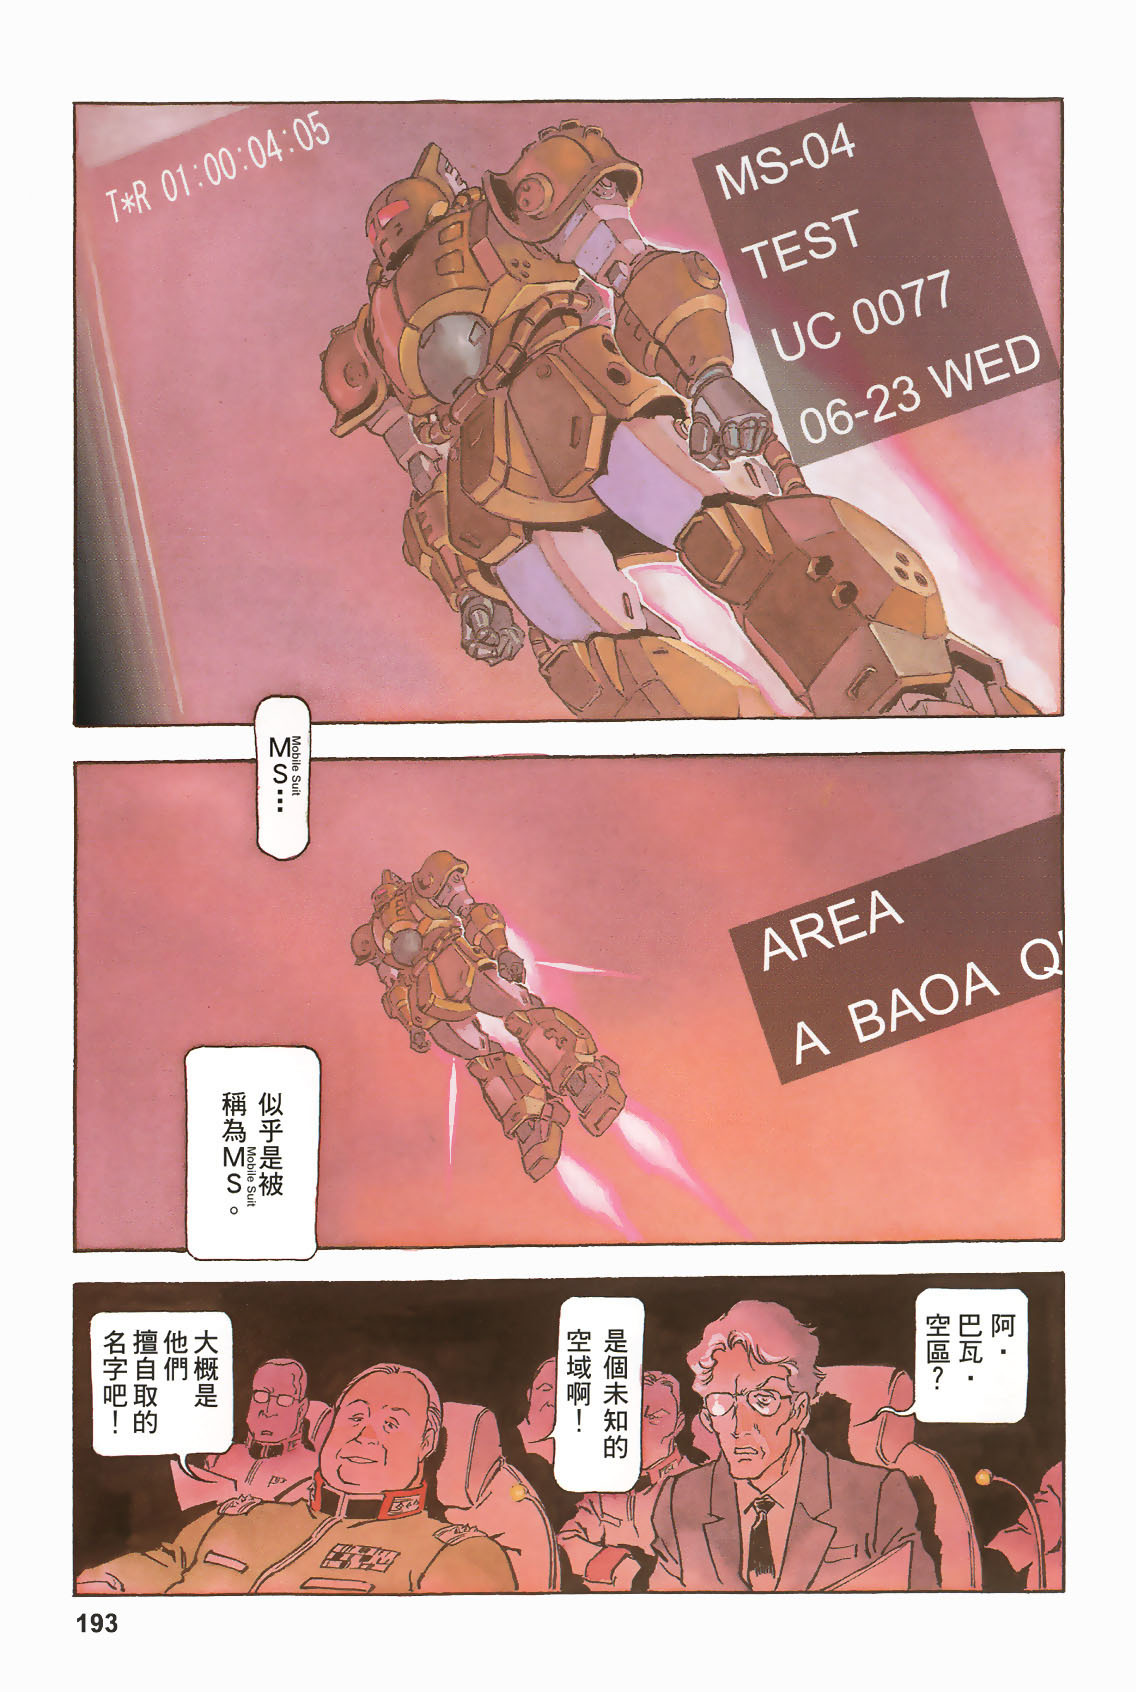 T*R 01:00:04:05
MS-04
TEST
UC 0077
06-23 WED
MS…
Mobile Suit
AREA
A BAOA Q
似乎是被
稱為MS。
Mobile Suit
阿・
巴瓦・
空區？
是個未知的
空域啊！
大概是
他們
擅自取的
名字吧！
193